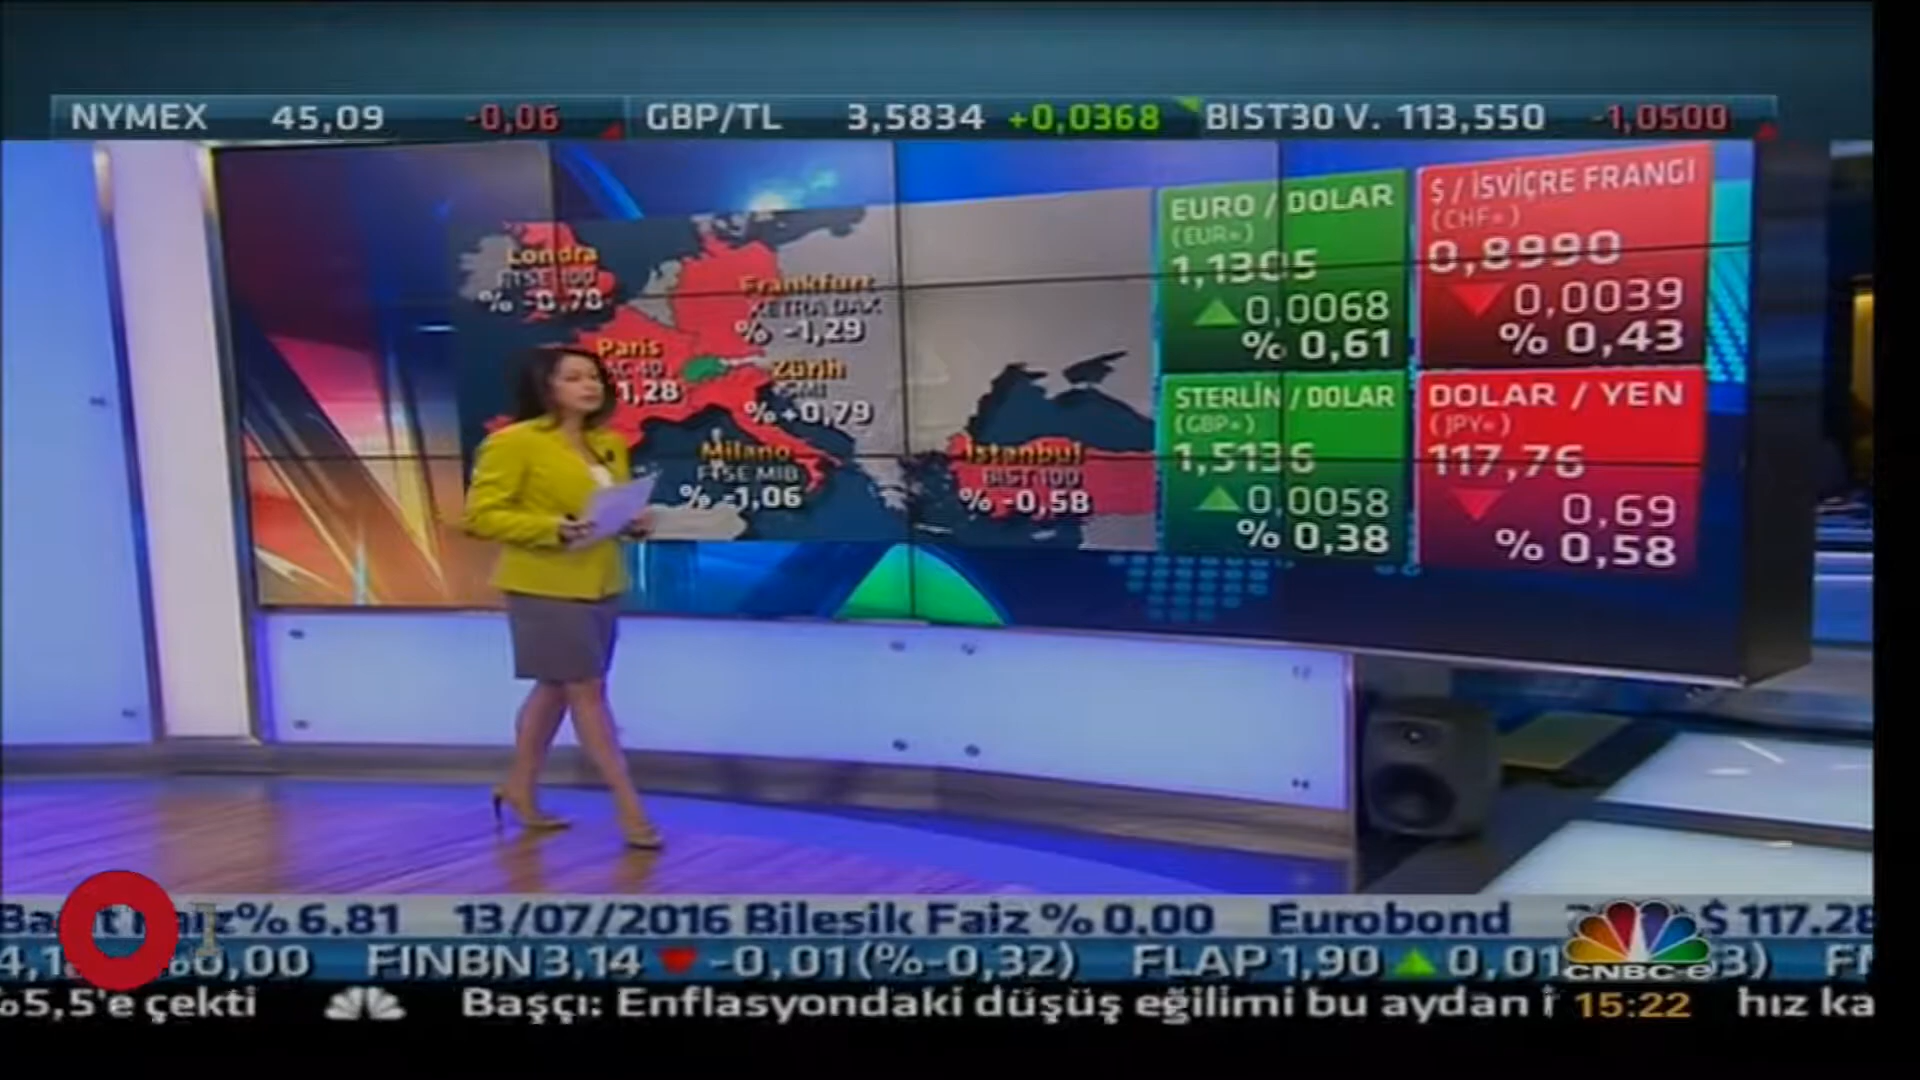 NYMEX 45,09 -0,06 GBP/TL 3,5834 +0,0368 BIST30 V. 113,550 -1,0500
Londra
FTSE 100
% -0,78
Frankfurt
XETRA DAX
% -1,29
Paris
1,28
Zürih
SMI
% +0,79
Milano
FTSE MIB
% -1,06
İstanbul
BIST 100
% -0,58
EURO / DOLAR
(EUR=)
1,1305
0,0068
% 0,61
$ / İSVİÇRE FRANGI
(CHF=)
0,8990
0,0039
% 0,43
STERLİN / DOLAR
(GBP=)
1,5136
0,0058
% 0,38
DOLAR / YEN
(JPY=)
117,76
0,69
% 0,58
% 6.81 13/07/2016 Bileşik Faiz % 0.00 Eurobond $ 117.28
0,00 FINBN 3,14 -0,01(%-0,32) FLAP 1,90 0,01
CNBC-e
%5,5'e çekti Başçı: Enflasyondaki düşüş eğilimi bu aydan 15:22 hız